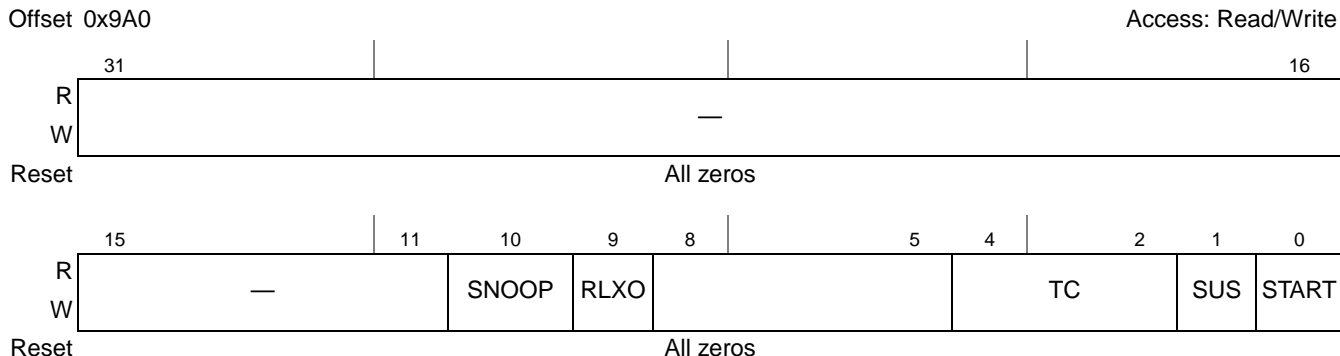 Offset 0x9A0 Access: Read/Write
31 16
R
—
W
Reset All zeros
15 11 10 9 8 5 4 2 1 0
R
— SNOOP RLXO TC SUS START
W
Reset All zeros